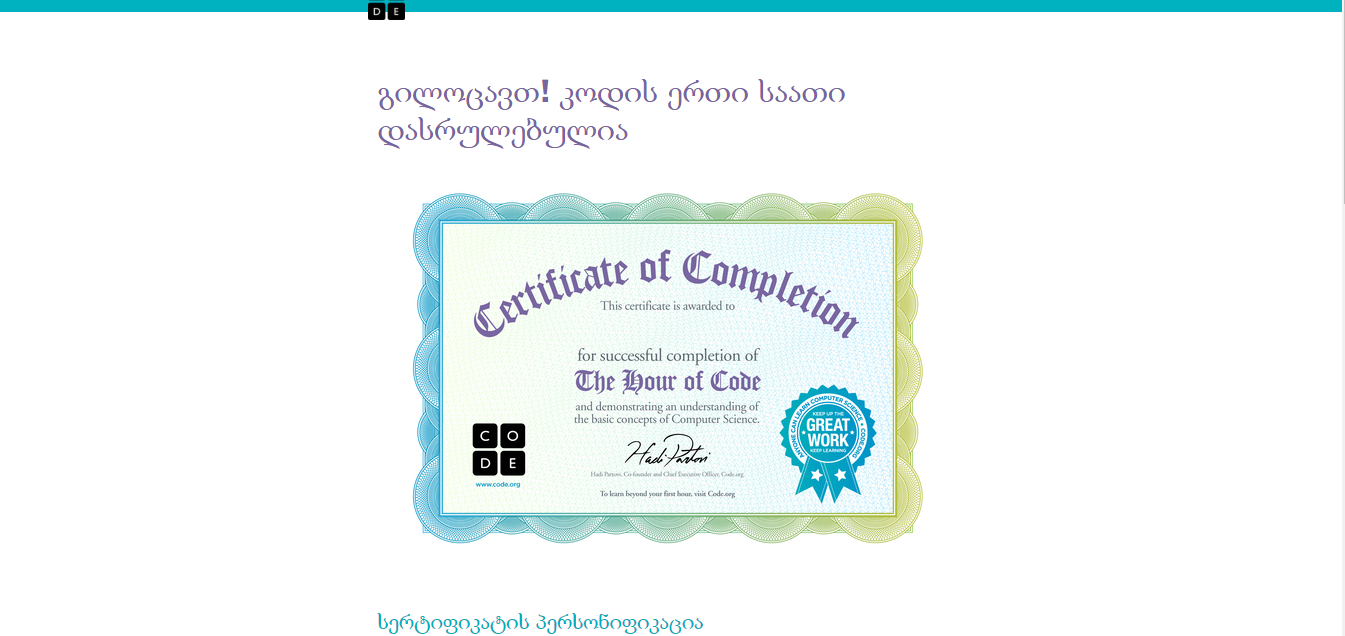 D E
გილოცავთ! კოდის ერთი საათი
დასრულებულია
Certificate of Completion
This certificate is awarded to
for successful completion of
The Hour of Code
and demonstrating an understanding of
the basic concepts of Computer Science.
Hadi Partovi
Hadi Partovi, Co-founder and Chief Executive Officer, Code.org
To learn beyond your first hour, visit Code.org
C O
D E
www.code.org
ANYONE CAN LEARN COMPUTER SCIENCE • CODE.ORG
KEEP UP THE
GREAT
WORK
KEEP LEARNING
სერტიფიკატის პერსონიფიკაცია